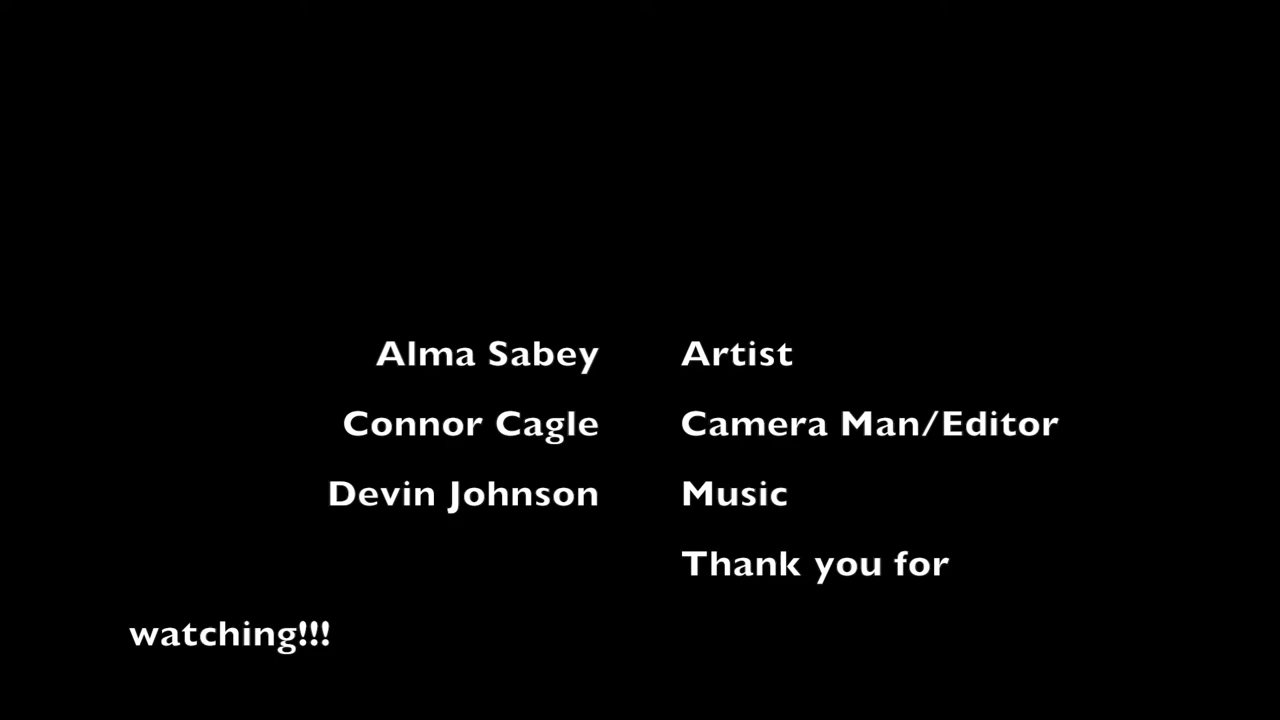 Alma Sabey Artist
Connor Cagle Camera Man/Editor
Devin Johnson Music
Thank you for
watching!!!